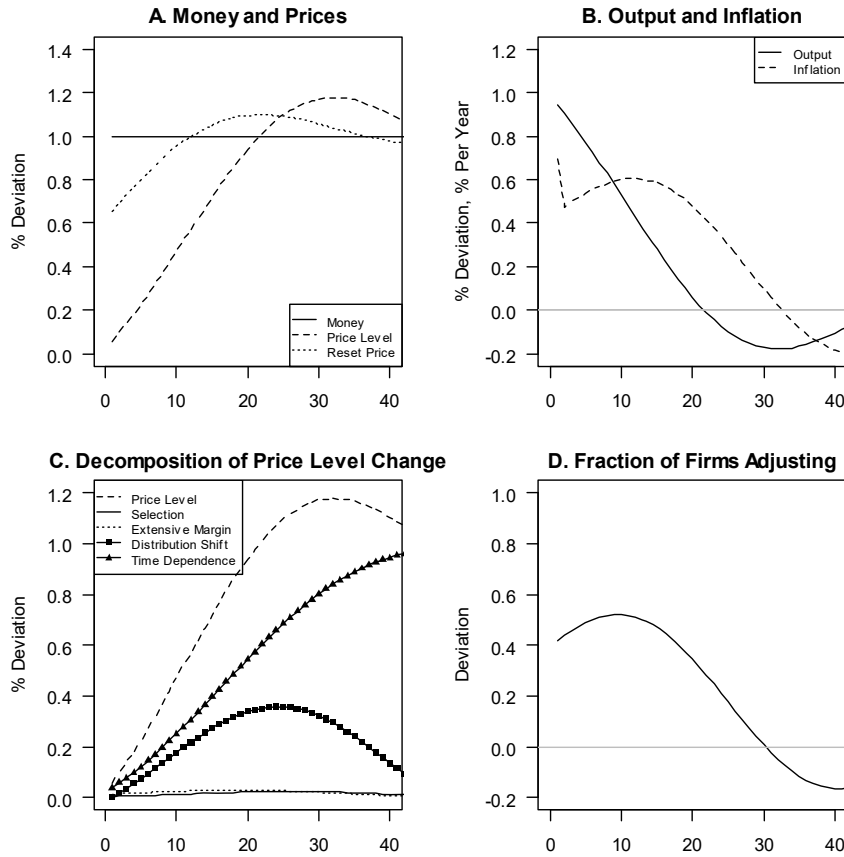 A. Money and Prices
% Deviation
1.4
1.2
1.0
0.8
0.6
0.4
0.2
0.0
Money
Price Level
Reset Price
0 10 20 30 40
B. Output and Inflation
% Deviation, % Per Year
1.2
1.0
0.8
0.6
0.4
0.2
0.0
-0.2
Output
Inflation
0 10 20 30 40
C. Decomposition of Price Level Change
% Deviation
1.2
1.0
0.8
0.6
0.4
0.2
0.0
Price Level
Selection
Extensive Margin
Distribution Shift
Time Dependence
0 10 20 30 40
D. Fraction of Firms Adjusting
Deviation
1.0
0.8
0.6
0.4
0.2
0.0
-0.2
0 10 20 30 40